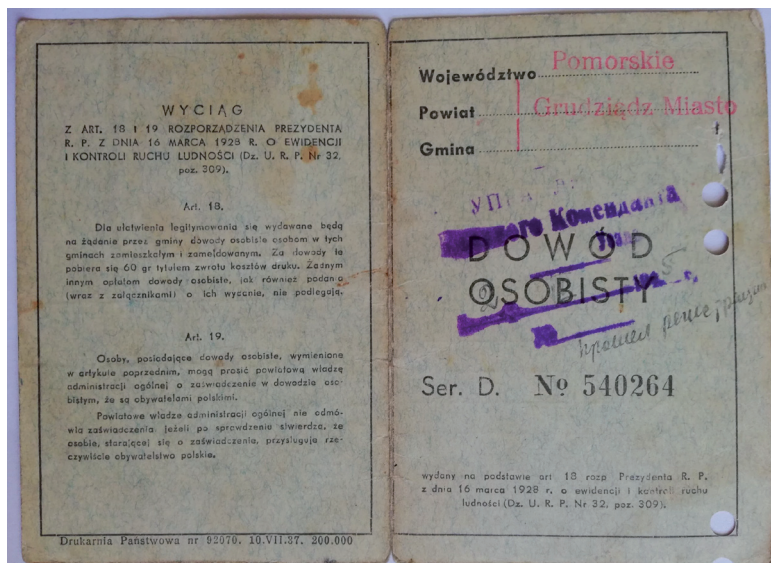 WYCIĄG
Z ART. 18 I 19 ROZPORZĄDZENIA PREZYDENTA
R. P. Z DNIA 16 MARCA 1928 R. O EWIDENCJI
I KONTROLI RUCHU LUDNOŚCI (Dz. U. R. P. Nr 32,
poz. 309).
Art. 18.
Dla ułatwienia legitymowania się wydawane będą
na żądanie przez gminy dowody osobiste osobom w tych
gminach zamieszkałym i zameldowanym. Za dowody te
pobiera się 60 gr tytułem zwrotu kosztów druku. Żadnym
innym opłatom dowody osobiste, jak również podania
(wraz z załącznikami) o ich wydanie, nie podlegają.
Art. 19.
Osoby, posiadające dowody osobiste, wymienione
w artykule poprzednim, mogą prosić powiatową władzę
administracji ogólnej o zaświadczenie w dowodzie oso-
bistym, że są obywatelami polskimi.
Powiatowe władze administracji ogólnej nie odmó-
wią zaświadczenia jeżeli po sprawdzeniu stwierdzą, że
osobie, starającej się o zaświadczenie, przysługuje rze-
czywiście obywatelstwo polskie.
Drukarnia Państwowa nr 92070. 10.VII.37. 200.000
Województwo Pomorskie
Powiat Grudziądz Miasto
Gmina
Коменданта
DOWÓD
OSOBISTY
Ser. D. № 540264
wydany na podstawie art. 18 rozp. Prezydenta R. P.
z dnia 16 marca 1928 r. o ewidencji i kontroli ruchu
ludności (Dz. U. R. P. Nr 32, poz. 309).